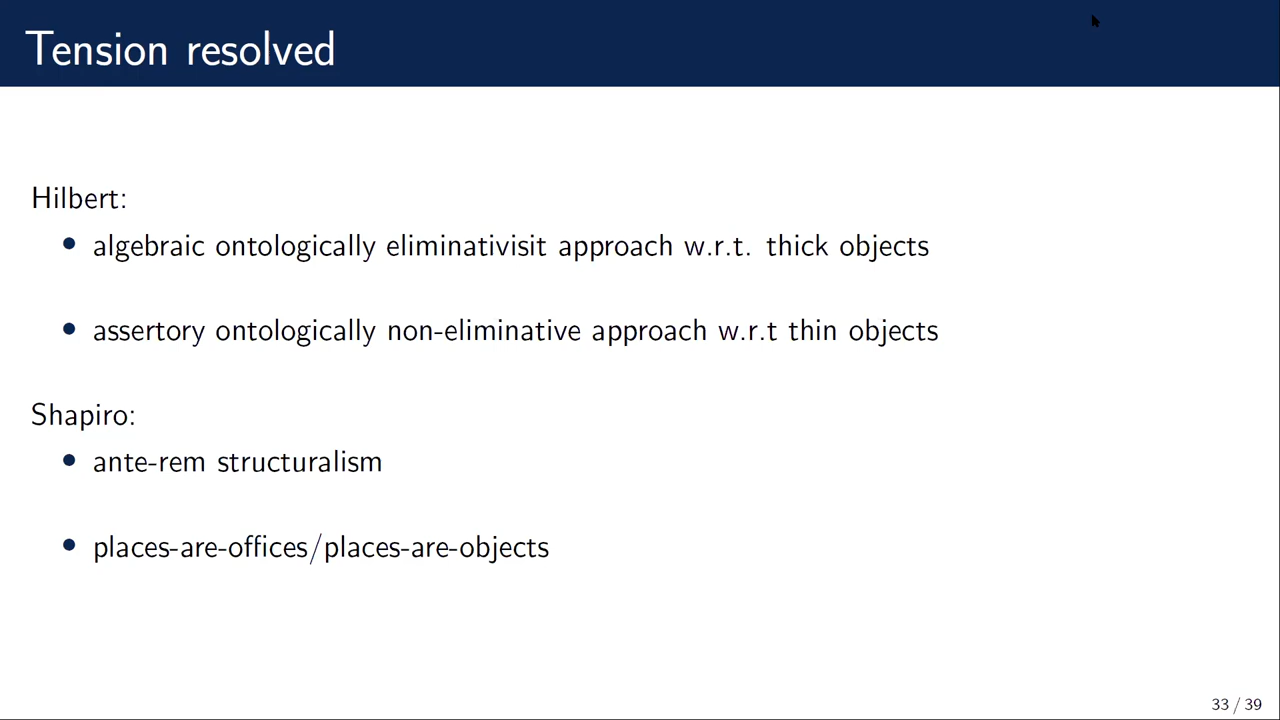 Tension resolved
Hilbert:
• algebraic ontologically eliminativisit approach w.r.t. thick objects
• assertory ontologically non-eliminative approach w.r.t thin objects
Shapiro:
• ante-rem structuralism
• places-are-offices/places-are-objects
33 / 39